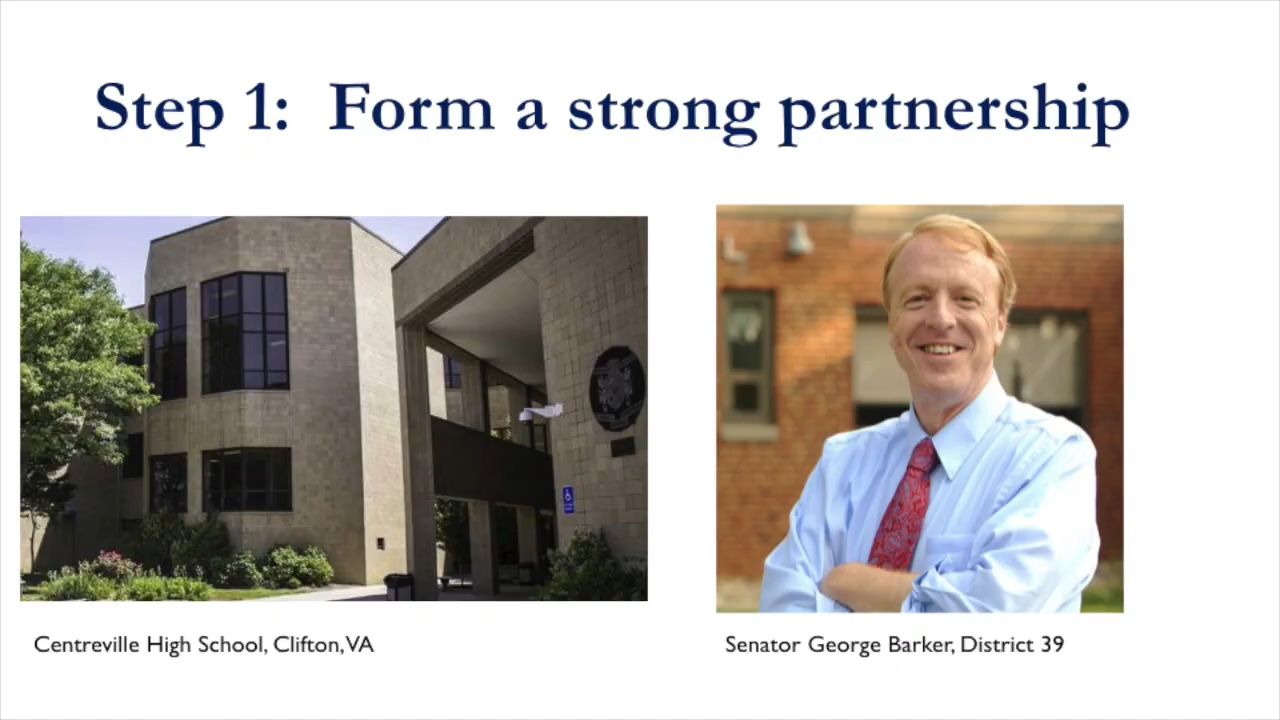 Step 1: Form a strong partnership
Centreville High School, Clifton, VA
Senator George Barker, District 39